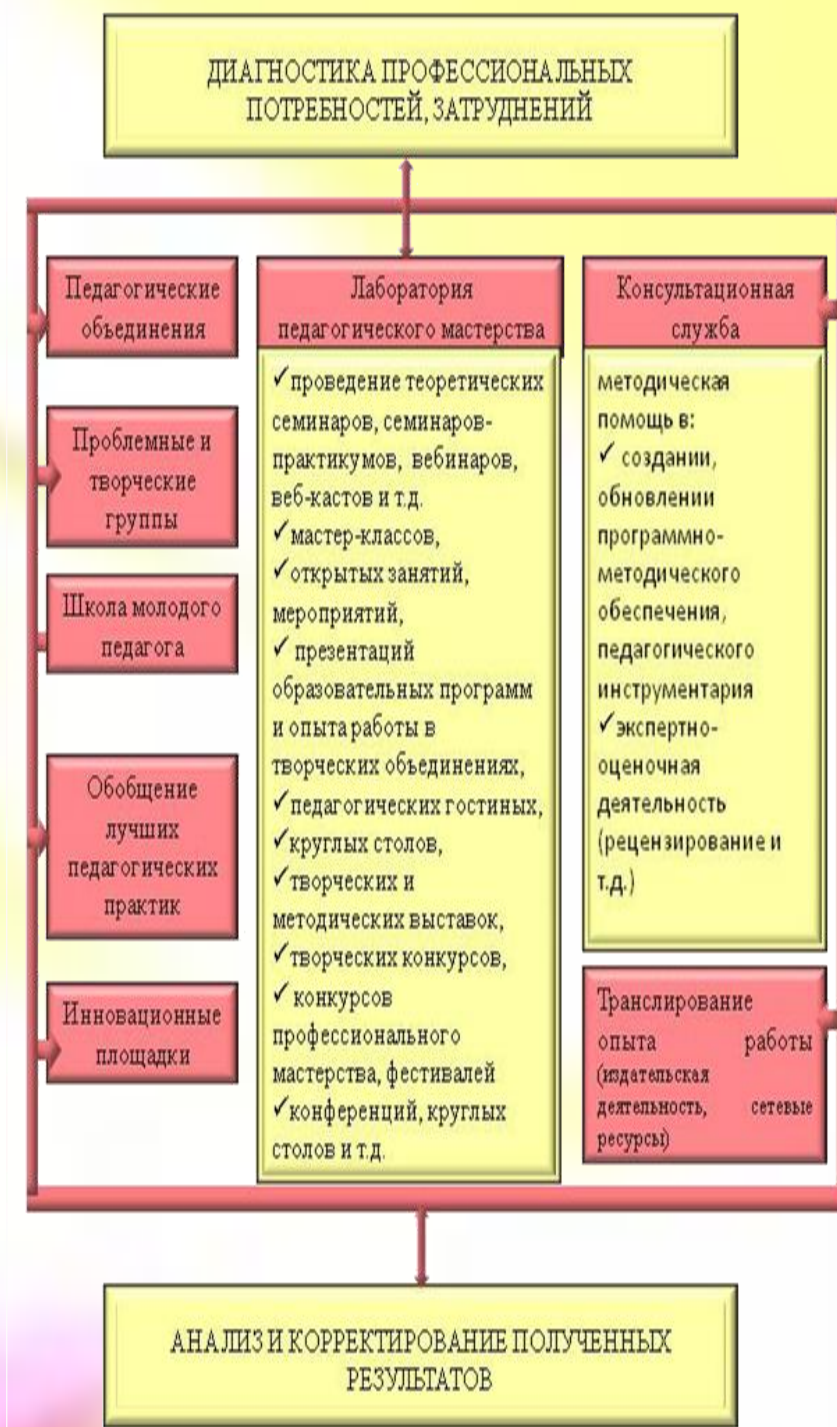 ДИАГНОСТИКА ПРОФЕССИОНАЛЬНЫХ
ПОТРЕБНОСТЕЙ, ЗАТРУДНЕНИЙ
Педагогические
объединения
Проблемные и
творческие
группы
Школа молодого
педагога
Обобщение
лучших
педагогических
практик
Инновационные
площадки
Лаборатория
педагогического мастерства
✓проведение теоретических
семинаров, семинаров-
практикумов, вебинаров,
веб-кастов и т.д.
✓мастер-классов,
✓открытых занятий,
мероприятий,
✓ презентаций
образовательных программ
и опыта работы в
творческих объединениях,
✓педагогических гостиных,
✓круглых столов,
✓творческих и
методических выставок,
✓творческих конкурсов,
✓ конкурсов
профессионального
мастерства, фестивалей
✓конференций, круглых
столов и т.д.
Консультационная
служба
методическая
помощь в:
✓ создании,
обновлении
программно-
методического
обеспечения,
педагогического
инструментария
✓экспертно-
оценочная
деятельность
(рецензирование и
т.д.)
Транслирование
опыта работы
(издательская
деятельность, сетевые
ресурсы)
АНАЛИЗ И КОРРЕКТИРОВАНИЕ ПОЛУЧЕННЫХ
РЕЗУЛЬТАТОВ